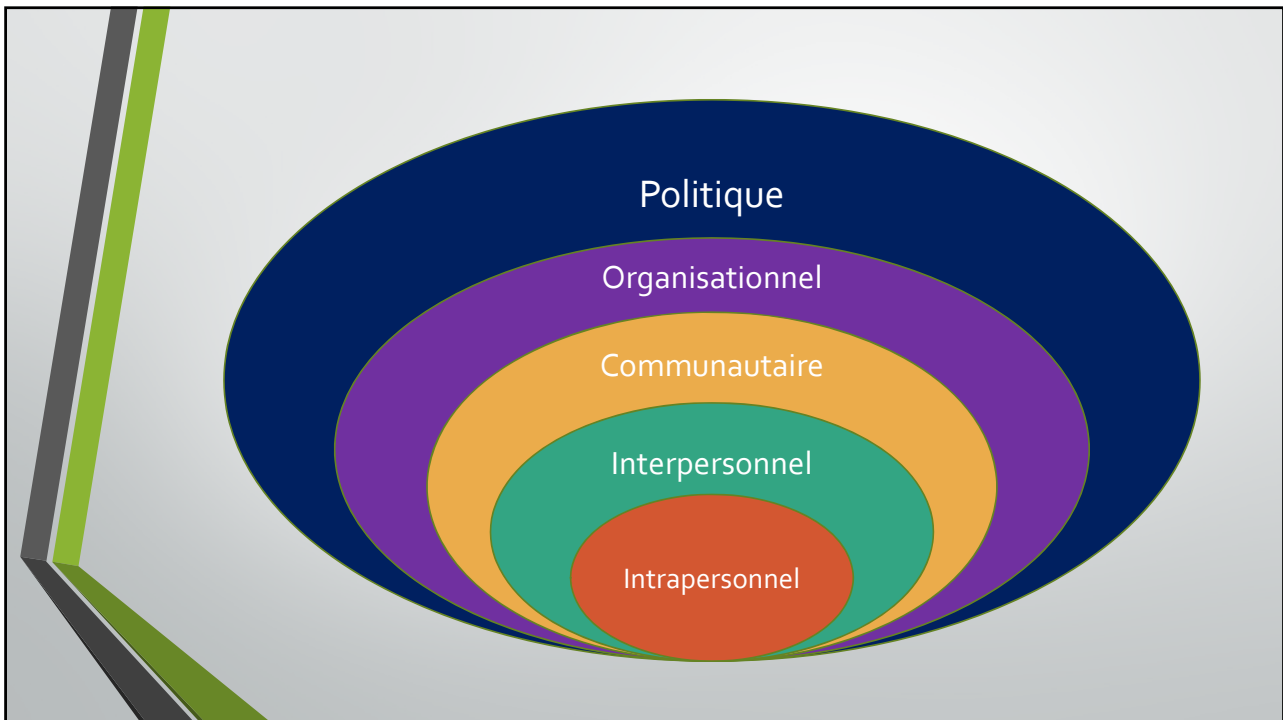 Politique
Organisationnel
Communautaire
Interpersonnel
Intrapersonnel